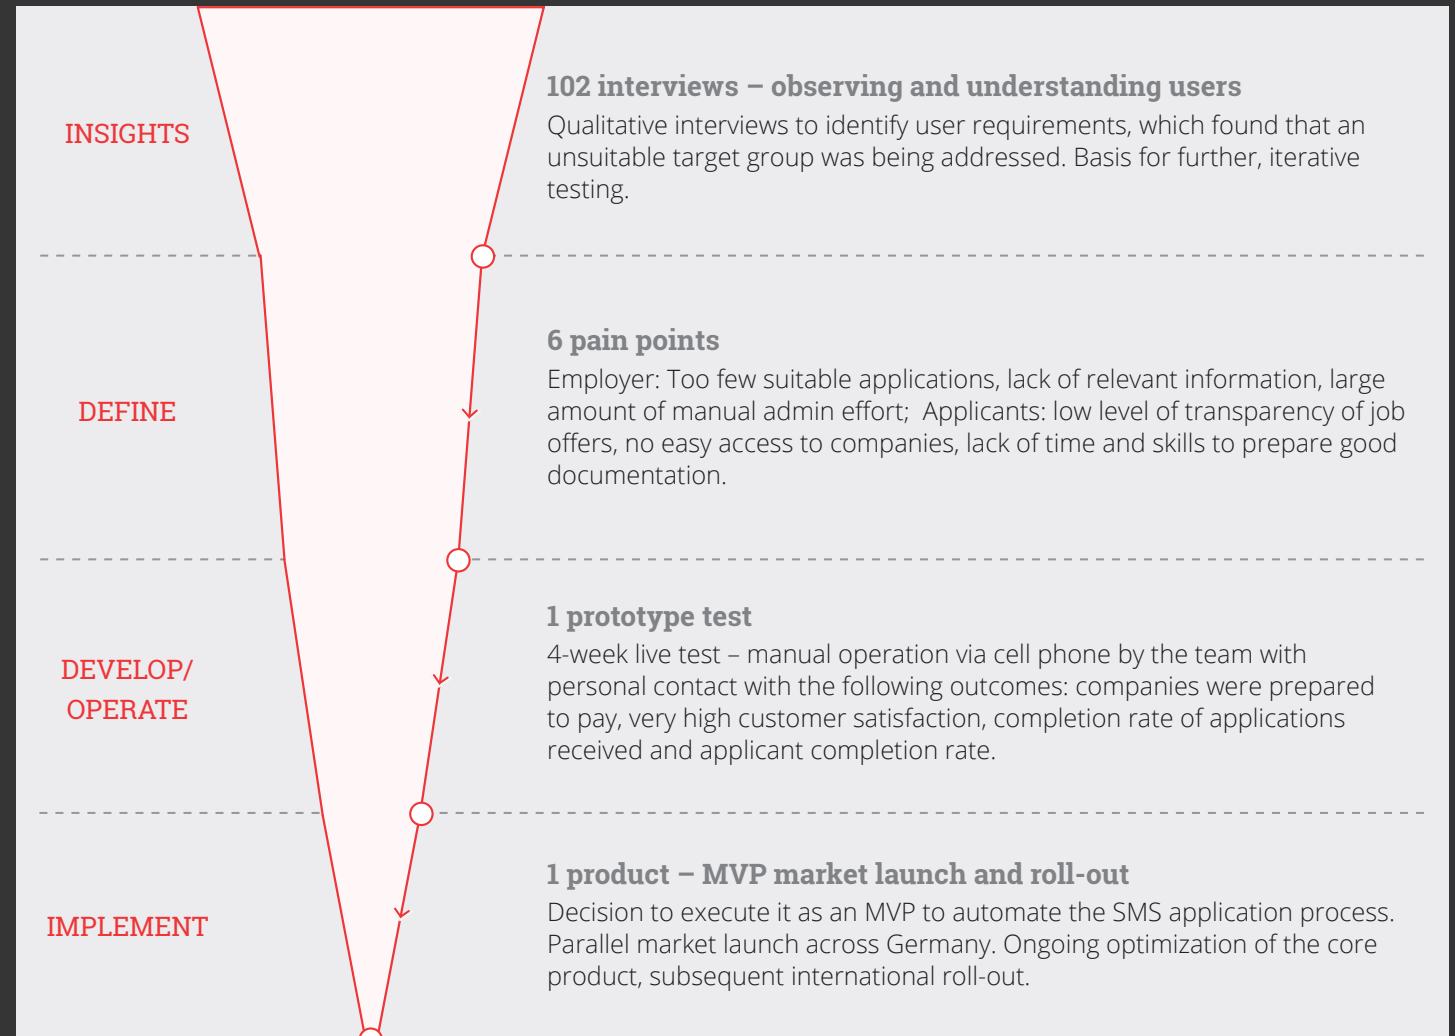 INSIGHTS
102 interviews – observing and understanding users
Qualitative interviews to identify user requirements, which found that an
unsuitable target group was being addressed. Basis for further, iterative
testing.
DEFINE
6 pain points
Employer: Too few suitable applications, lack of relevant information, large
amount of manual admin effort;  Applicants: low level of transparency of job
offers, no easy access to companies, lack of time and skills to prepare good
documentation.
DEVELOP/
OPERATE
1 prototype test
4-week live test – manual operation via cell phone by the team with
personal contact with the following outcomes: companies were prepared
to pay, very high customer satisfaction, completion rate of applications
received and applicant completion rate.
IMPLEMENT
1 product – MVP market launch and roll-out
Decision to execute it as an MVP to automate the SMS application process.
Parallel market launch across Germany. Ongoing optimization of the core
product, subsequent international roll-out.